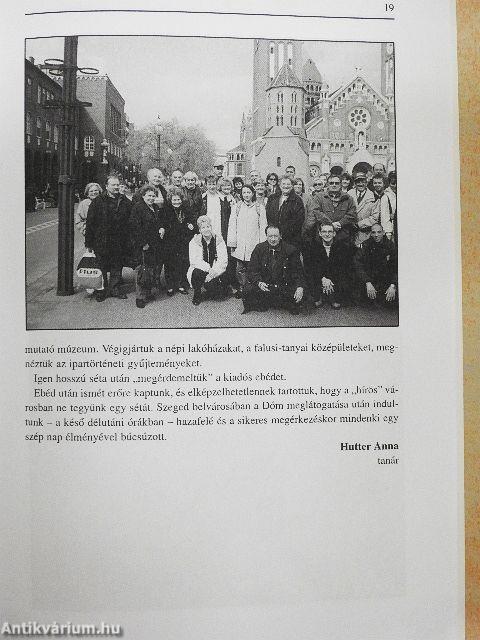 19
mutató múzeum. Végigjártuk a népi lakóházakat, a falusi-tanyai középületeket, meg-
néztük az ipartörténeti gyűjteményeket.
Igen hosszú séta után „megérdemeltük” a kiadós ebédet.
Ebéd után ismét erőre kaptunk, és elképzelhetetlennek tartottuk, hogy a „híres” vá-
rosban ne tegyünk egy sétát. Szeged belvárosában a Dóm meglátogatása után indul-
tunk – a késő délutáni órákban – hazafelé és a sikeres megérkezéskor mindenki egy
szép nap élményével búcsúzott.
Hutter Anna
tanár
Antikvárium.hu